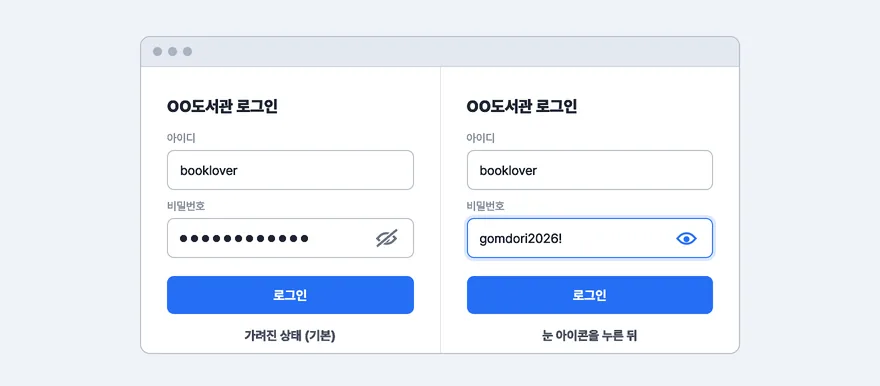 OO도서관 로그인
아이디
booklover
비밀번호
●●●●●●●●●●●●
로그인
가려진 상태 (기본)
OO도서관 로그인
아이디
booklover
비밀번호
gomdori2026!
로그인
눈 아이콘을 누른 뒤